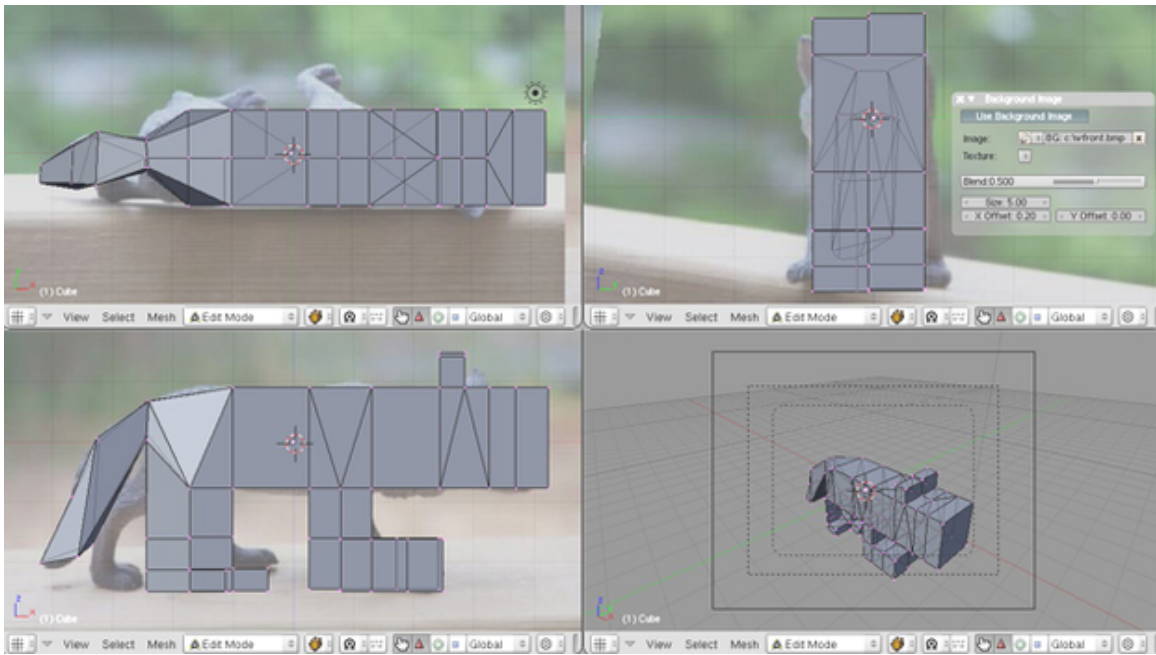 Background Image
Use Background Image
Image:
BG: c:\wfront.bmp
Texture:
Blend:0.500
Size: 5.00
X Offset: 0.20
Y Offset: 0.00
z
(1) Cube
(1) Cube
View Select Mesh Edit Mode Global
View Select Mesh Edit Mode Global
z
x
(1) Cube
(1) Cube
View Select Mesh Edit Mode Global
View Select Mesh Edit Mode Global